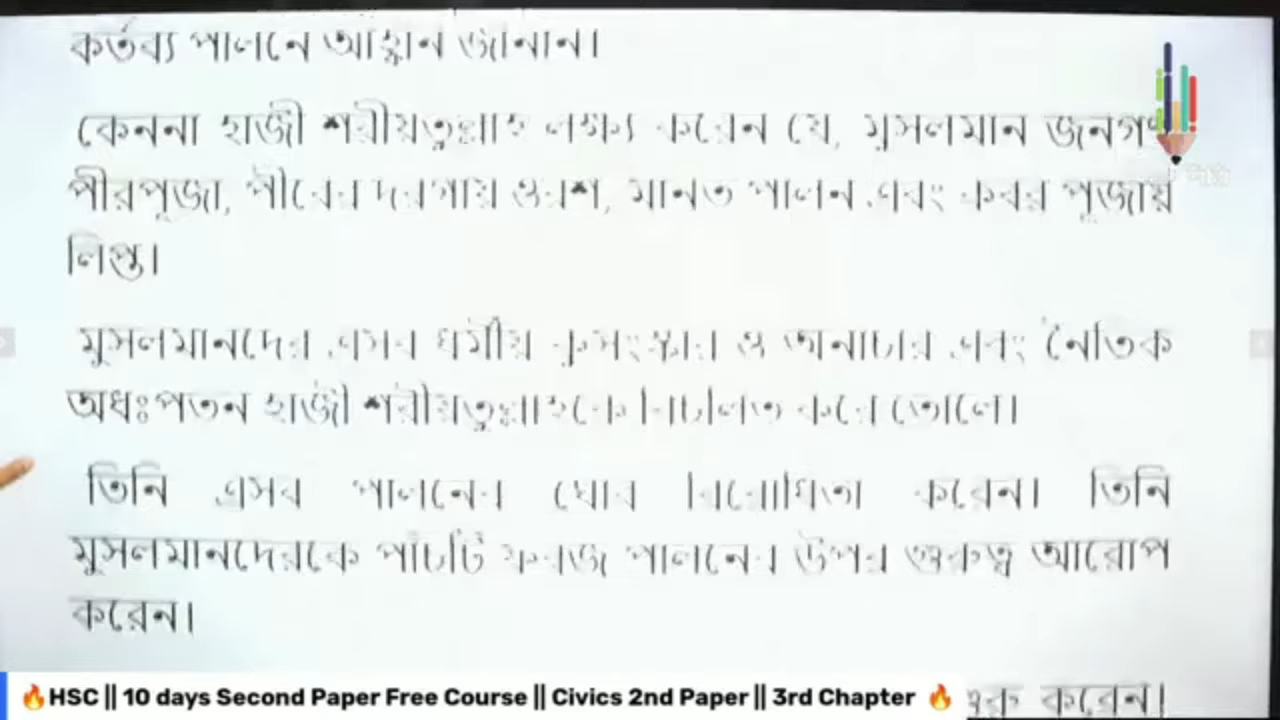 কর্তব্য পালনে আহ্বান জানান।
কেননা হাজী শরীয়তুল্লাহ লক্ষ্য করেন যে, মুসলমান জনগণ
পীরপূজা, পীরের দরগায় ওরশ, মানত পালন এবং কবর পূজায়
লিপ্ত।
মুসলমানদের এসব ধর্মীয় কুসংস্কার ও অনাচার এবং নৈতিক
অধঃপতন হাজী শরীয়তুল্লাহকে বিচলিত করে তোলে।
তিনি এসব পালনের ঘোর বিরোধিতা করেন। তিনি
মুসলমানদেরকে পাঁচটি ফরজ পালনের উপর গুরুত্ব আরোপ
করেন।
করেন।
🔥HSC || 10 days Second Paper Free Course || Civics 2nd Paper || 3rd Chapter 🔥